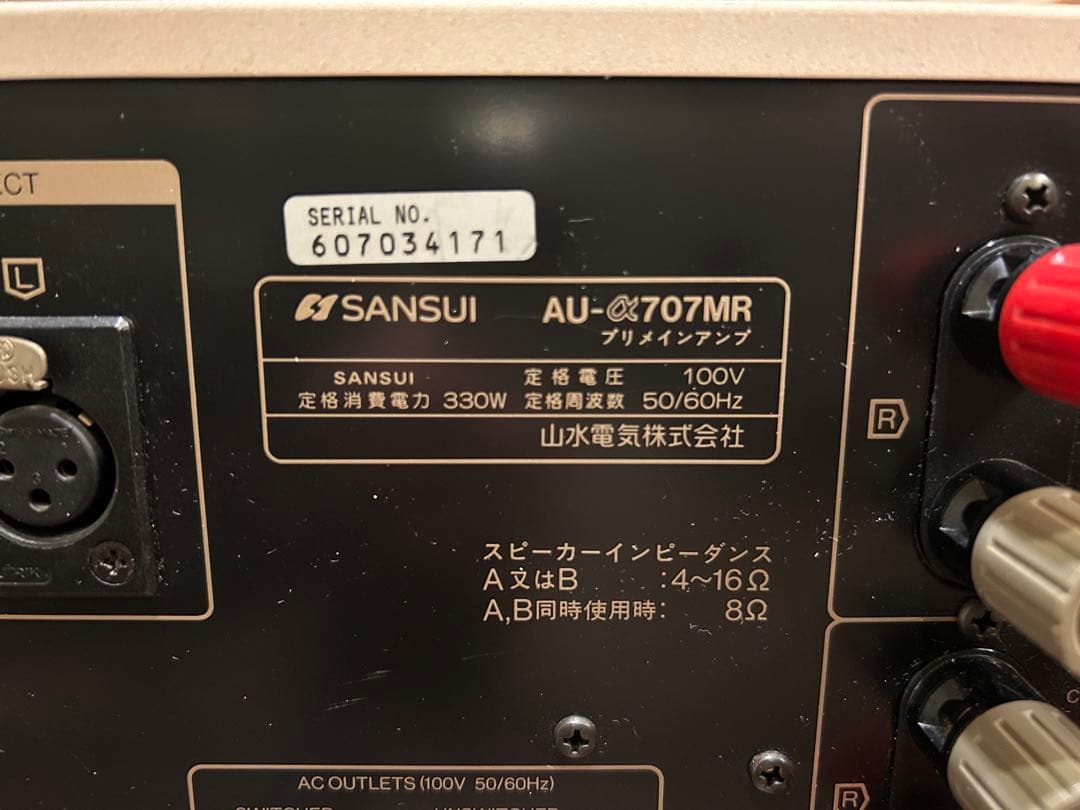 ECT
L
SERIAL NO.
607034171
SANSUI AU-α707MR
プリメインアンプ
SANSUI 定格電圧 100V
定格消費電力 330W 定格周波数 50/60Hz
山水電気株式会社
R
スピーカーインピーダンス
A又はB :4~16Ω
A,B同時使用時: 8Ω
R
AC OUTLETS (100V 50/60Hz)
SWITCHED UNSWITCHED